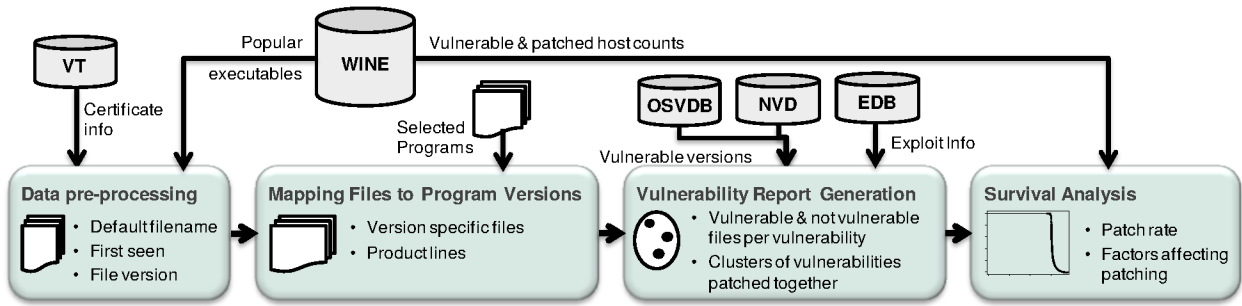 VT
Certificate
info
Popular
executables
WINE
Vulnerable & patched host counts
Selected
Programs
OSVDB
NVD
EDB
Vulnerable versions
Exploit Info
Data pre-processing
• Default filename
• First seen
• File version
Mapping Files to Program Versions
• Version specific files
• Product lines
Vulnerability Report Generation
• Vulnerable & not vulnerable
files per vulnerability
• Clusters of vulnerabilities
patched together
Survival Analysis
• Patch rate
• Factors affecting
patching